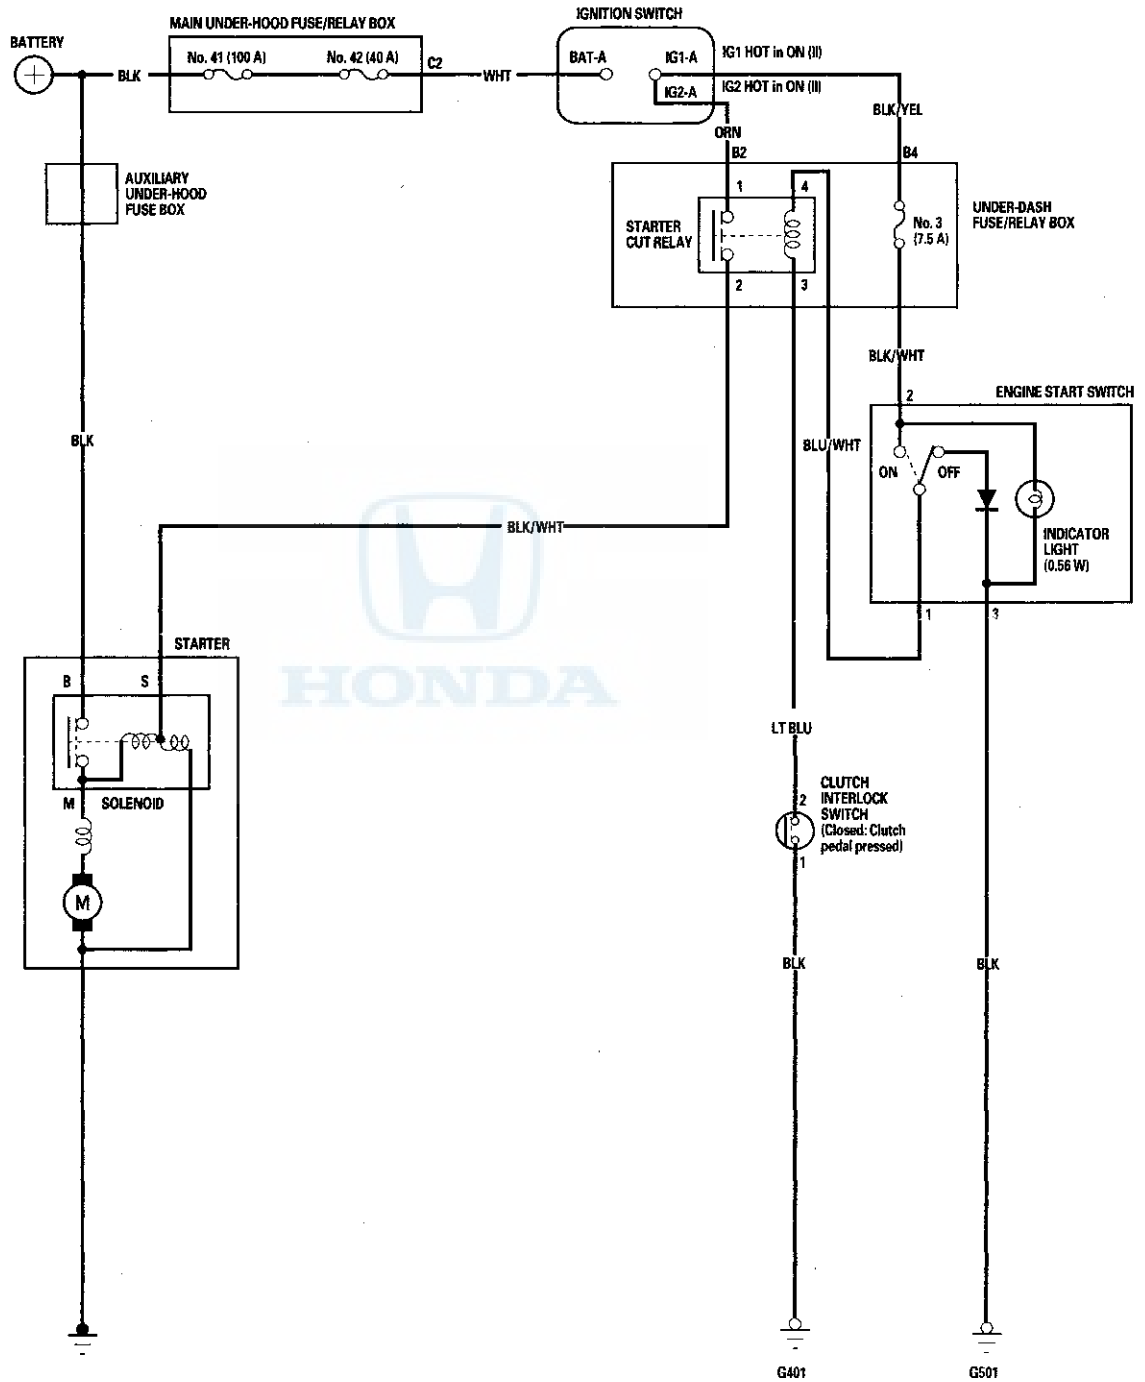 IGNITION SWITCH
MAIN UNDER-HOOD FUSE/RELAY BOX
BATTERY
No. 41 (100 A)
No. 42 (40 A)
C2
BLK
WHT
BAT-A
IG1-A
IG2-A
IG1 HOT in ON (II)
IG2 HOT in ON (II)
BLK/YEL
ORN
B2
B4
AUXILIARY
UNDER-HOOD
FUSE BOX
1
4
STARTER
CUT RELAY
2
3
No. 3
(7.5 A)
UNDER-DASH
FUSE/RELAY BOX
BLK/WHT
ENGINE START SWITCH
2
BLK
BLU/WHT
ON
OFF
INDICATOR
LIGHT
(0.56 W)
1
3
BLK/WHT
HONDA
STARTER
B
S
M
SOLENOID
M
LT BLU
CLUTCH
INTERLOCK
SWITCH
(Closed: Clutch
pedal pressed)
2
1
BLK
BLK
G401
G501